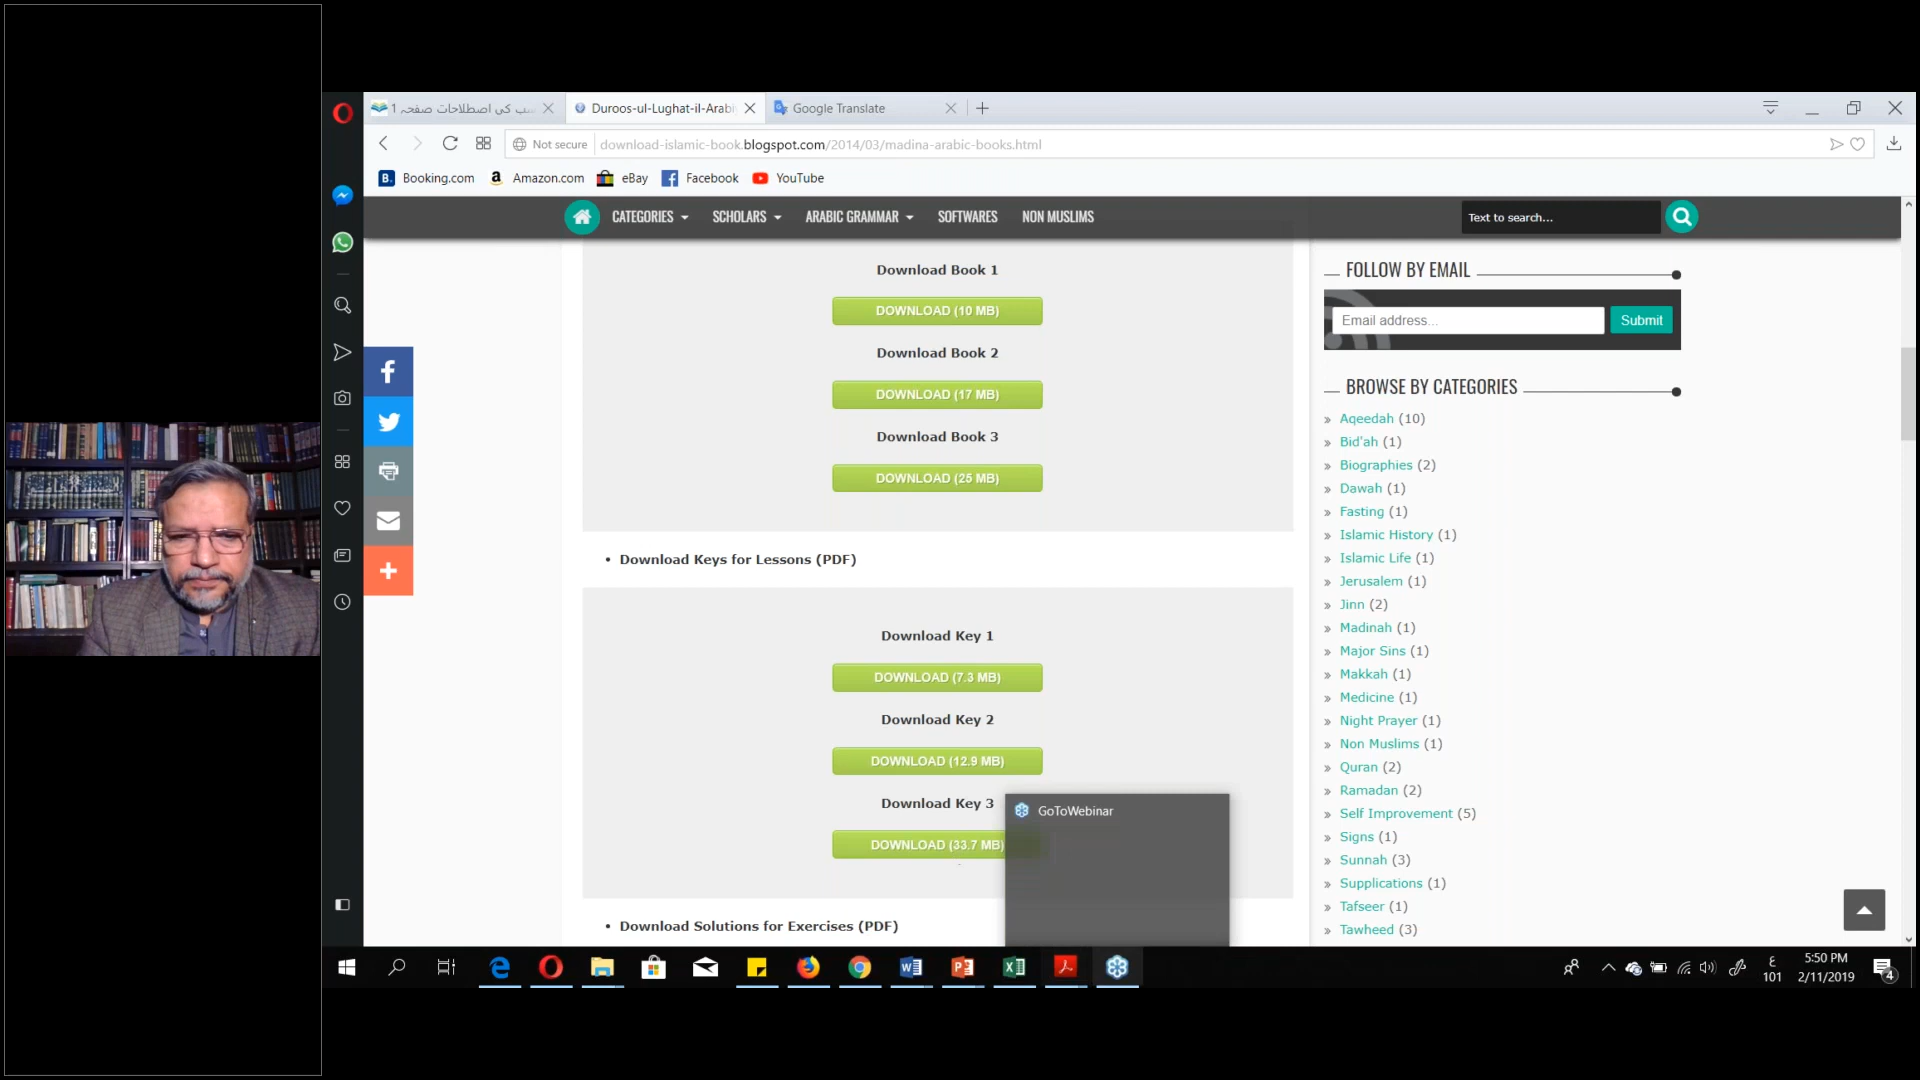 سب کی اصطلاحات صفحہ 1
Duroos-ul-Lughat-il-Arabi
Google Translate
Not secure
download-islamic-book.blogspot.com/2014/03/madina-arabic-books.html
Booking.com
Amazon.com
eBay
Facebook
YouTube
CATEGORIES
SCHOLARS
ARABIC GRAMMAR
SOFTWARES
NON MUSLIMS
Text to search...
Download Book 1
DOWNLOAD (10 MB)
Download Book 2
DOWNLOAD (17 MB)
Download Book 3
DOWNLOAD (25 MB)
• Download Keys for Lessons (PDF)
Download Key 1
DOWNLOAD (7.3 MB)
Download Key 2
DOWNLOAD (12.9 MB)
Download Key 3
DOWNLOAD (33.7 MB)
GoToWebinar
• Download Solutions for Exercises (PDF)
FOLLOW BY EMAIL
Email address...
Submit
BROWSE BY CATEGORIES
» Aqeedah (10)
» Bid'ah (1)
» Biographies (2)
» Dawah (1)
» Fasting (1)
» Islamic History (1)
» Islamic Life (1)
» Jerusalem (1)
» Jinn (2)
» Madinah (1)
» Major Sins (1)
» Makkah (1)
» Medicine (1)
» Night Prayer (1)
» Non Muslims (1)
» Quran (2)
» Ramadan (2)
» Self Improvement (5)
» Signs (1)
» Sunnah (3)
» Supplications (1)
» Tafseer (1)
» Tawheed (3)
ع
101
5:50 PM
2/11/2019
4